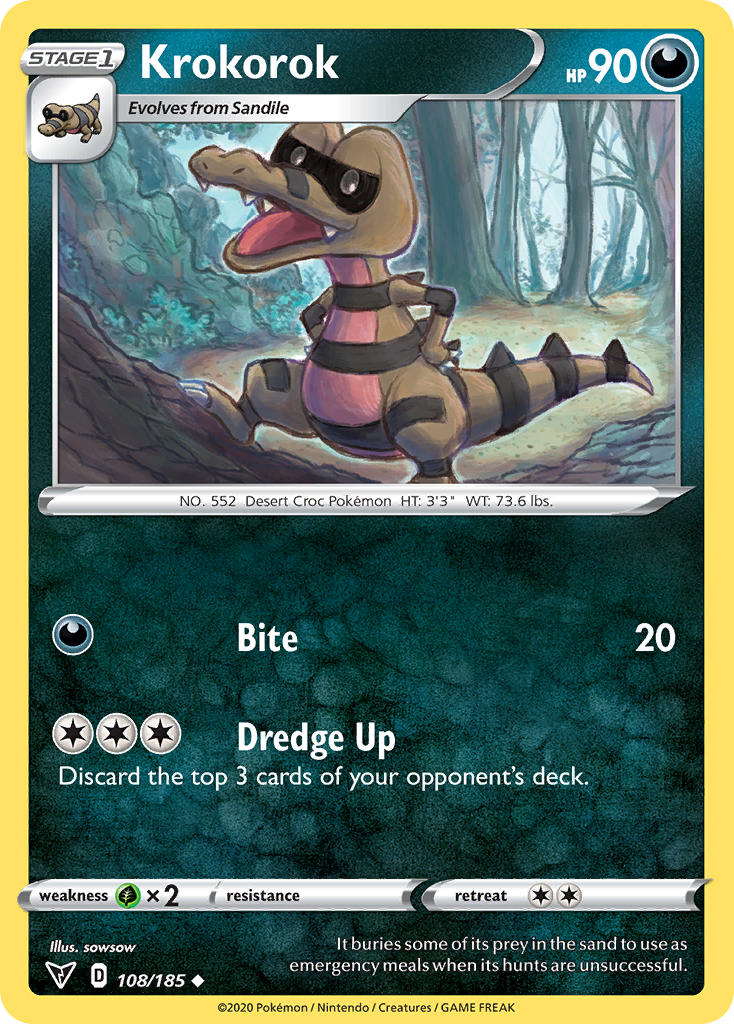 STAGE1
Krokorok
HP 90
Evolves from Sandile
NO. 552 Desert Croc Pokémon HT: 3'3" WT: 73.6 lbs.
Bite 20
Dredge Up
Discard the top 3 cards of your opponent's deck.
weakness ×2 resistance retreat
Illus. sowsow
It buries some of its prey in the sand to use as
emergency meals when its hunts are unsuccessful.
D 108/185
©2020 Pokémon / Nintendo / Creatures / GAME FREAK